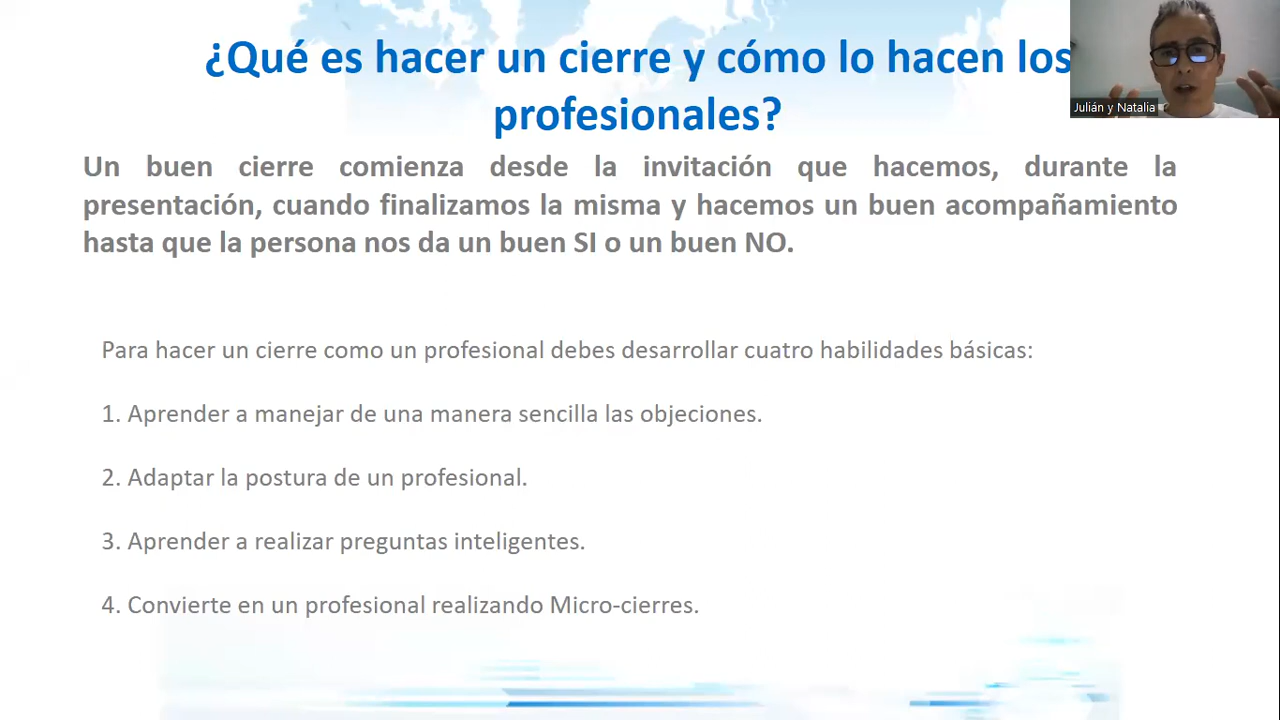 ¿Qué es hacer un cierre y cómo lo hacen los
profesionales?
Julián y Natalia
Un buen cierre comienza desde la invitación que hacemos, durante la
presentación, cuando finalizamos la misma y hacemos un buen acompañamiento
hasta que la persona nos da un buen SI o un buen NO.
Para hacer un cierre como un profesional debes desarrollar cuatro habilidades básicas:
1. Aprender a manejar de una manera sencilla las objeciones.
2. Adaptar la postura de un profesional.
3. Aprender a realizar preguntas inteligentes.
4. Convierte en un profesional realizando Micro-cierres.